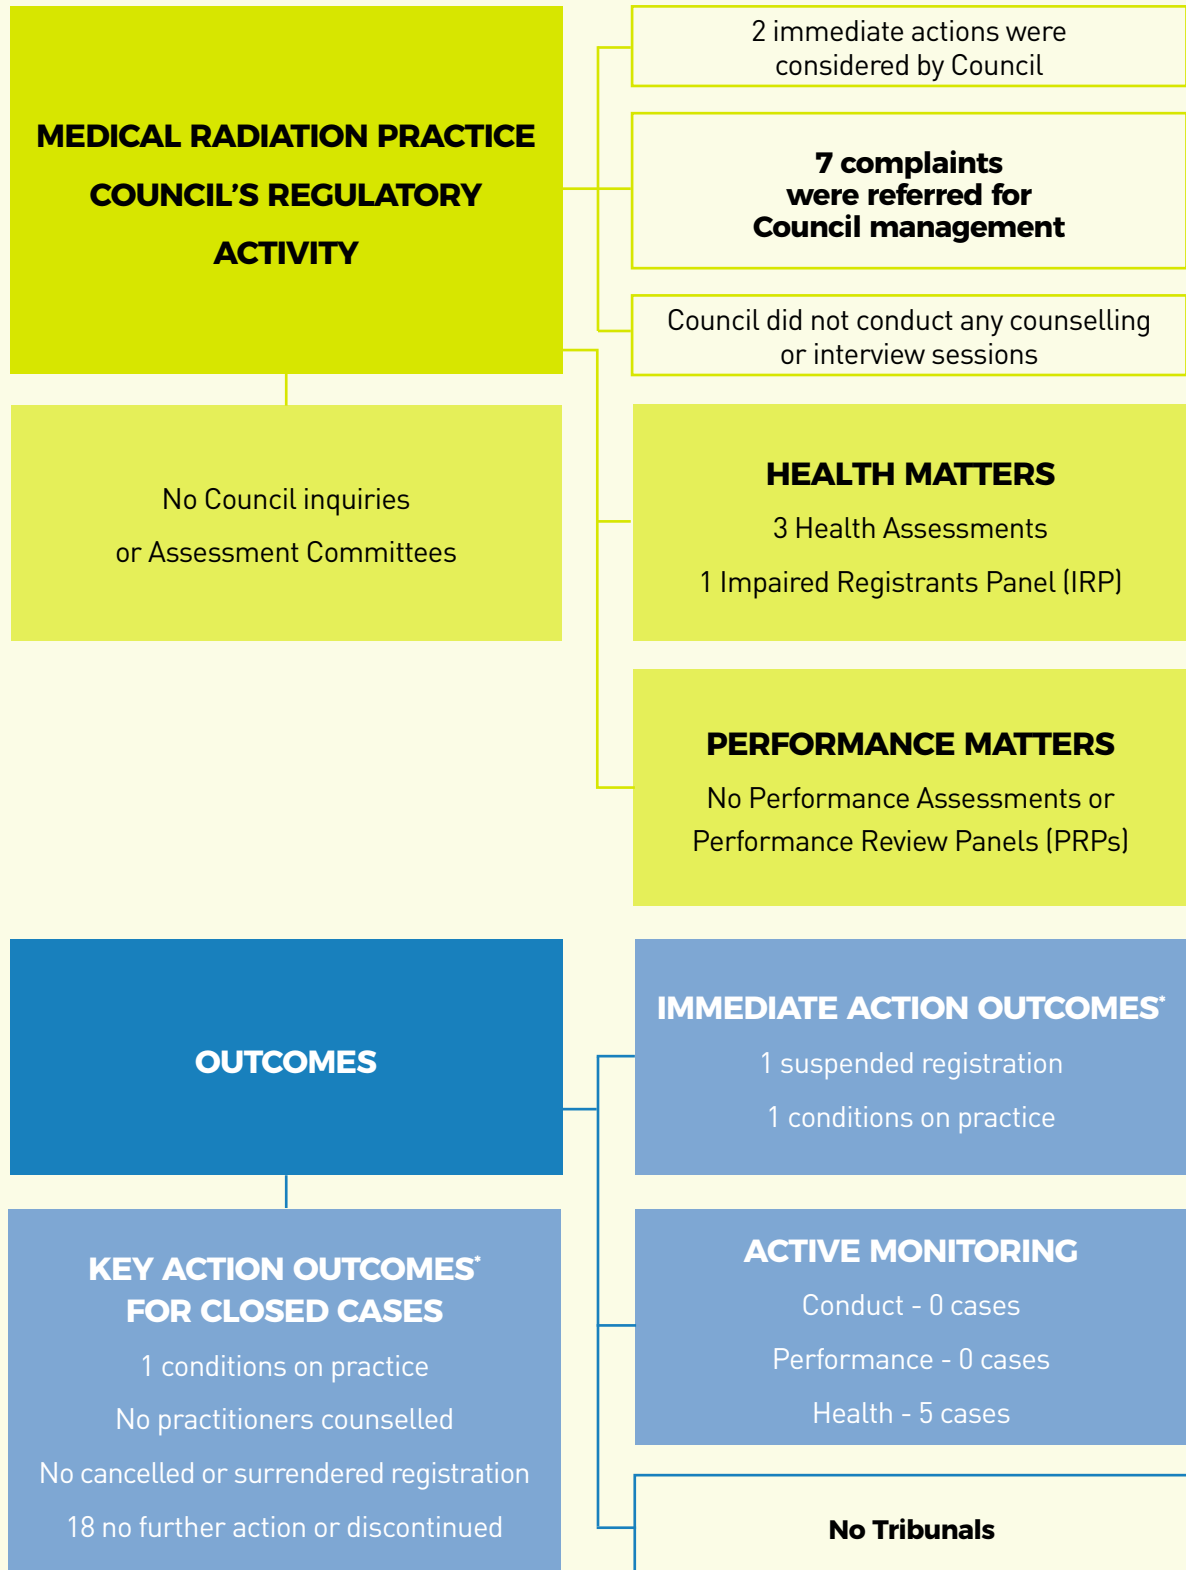 MEDICAL RADIATION PRACTICE
COUNCIL’S REGULATORY
ACTIVITY
2 immediate actions were
considered by Council
7 complaints
were referred for
Council management
Council did not conduct any counselling
or interview sessions
No Council inquiries
or Assessment Committees
HEALTH MATTERS
3 Health Assessments
1 Impaired Registrants Panel (IRP)
PERFORMANCE MATTERS
No Performance Assessments or
Performance Review Panels (PRPs)
OUTCOMES
IMMEDIATE ACTION OUTCOMES*
1 suspended registration
1 conditions on practice
KEY ACTION OUTCOMES*
FOR CLOSED CASES
1 conditions on practice
No practitioners counselled
No cancelled or surrendered registration
18 no further action or discontinued
ACTIVE MONITORING
Conduct - 0 cases
Performance - 0 cases
Health - 5 cases
No Tribunals